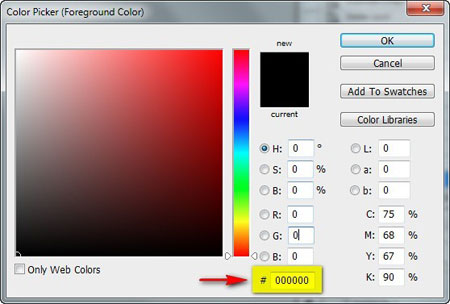 Color Picker (Foreground Color)
new
current
OK
Cancel
Add To Swatches
Color Libraries
H: 0 °
S: 0 %
B: 0 %
R: 0
G: 0
B: 0
# 000000
L: 0
a: 0
b: 0
C: 75 %
M: 68 %
Y: 67 %
K: 90 %
Only Web Colors